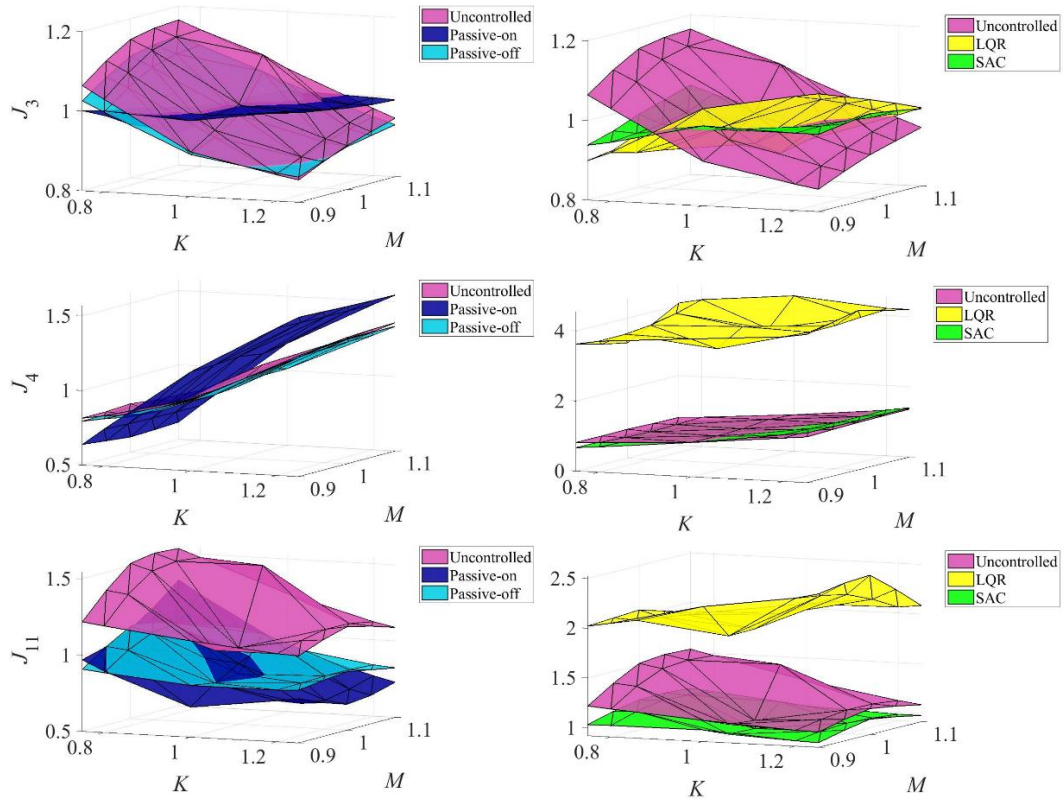 1.2
1
0.8
J3
0.8
1
1.2
K
0.9
1
1.1
M
Uncontrolled
Passive-on
Passive-off
1.2
1
0.8
0.8
1
1.2
K
0.9
1
1.1
M
Uncontrolled
LQR
SAC
1.5
1
0.5
J4
0.8
1
1.2
K
0.9
1
1.1
M
Uncontrolled
Passive-on
Passive-off
4
2
0
0.8
1
1.2
K
0.9
1
1.1
M
Uncontrolled
LQR
SAC
1.5
1
0.5
J11
0.8
1
1.2
K
0.9
1
1.1
M
Uncontrolled
Passive-on
Passive-off
2.5
2
1.5
1
0.8
1
1.2
K
0.9
1
1.1
M
Uncontrolled
LQR
SAC